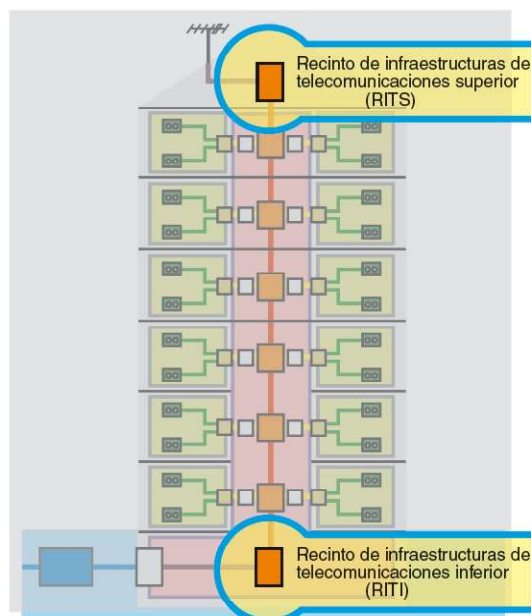 Recinto de infraestructuras de
telecomunicaciones superior
(RITS)
Recinto de infraestructuras de
telecomunicaciones inferior
(RITI)